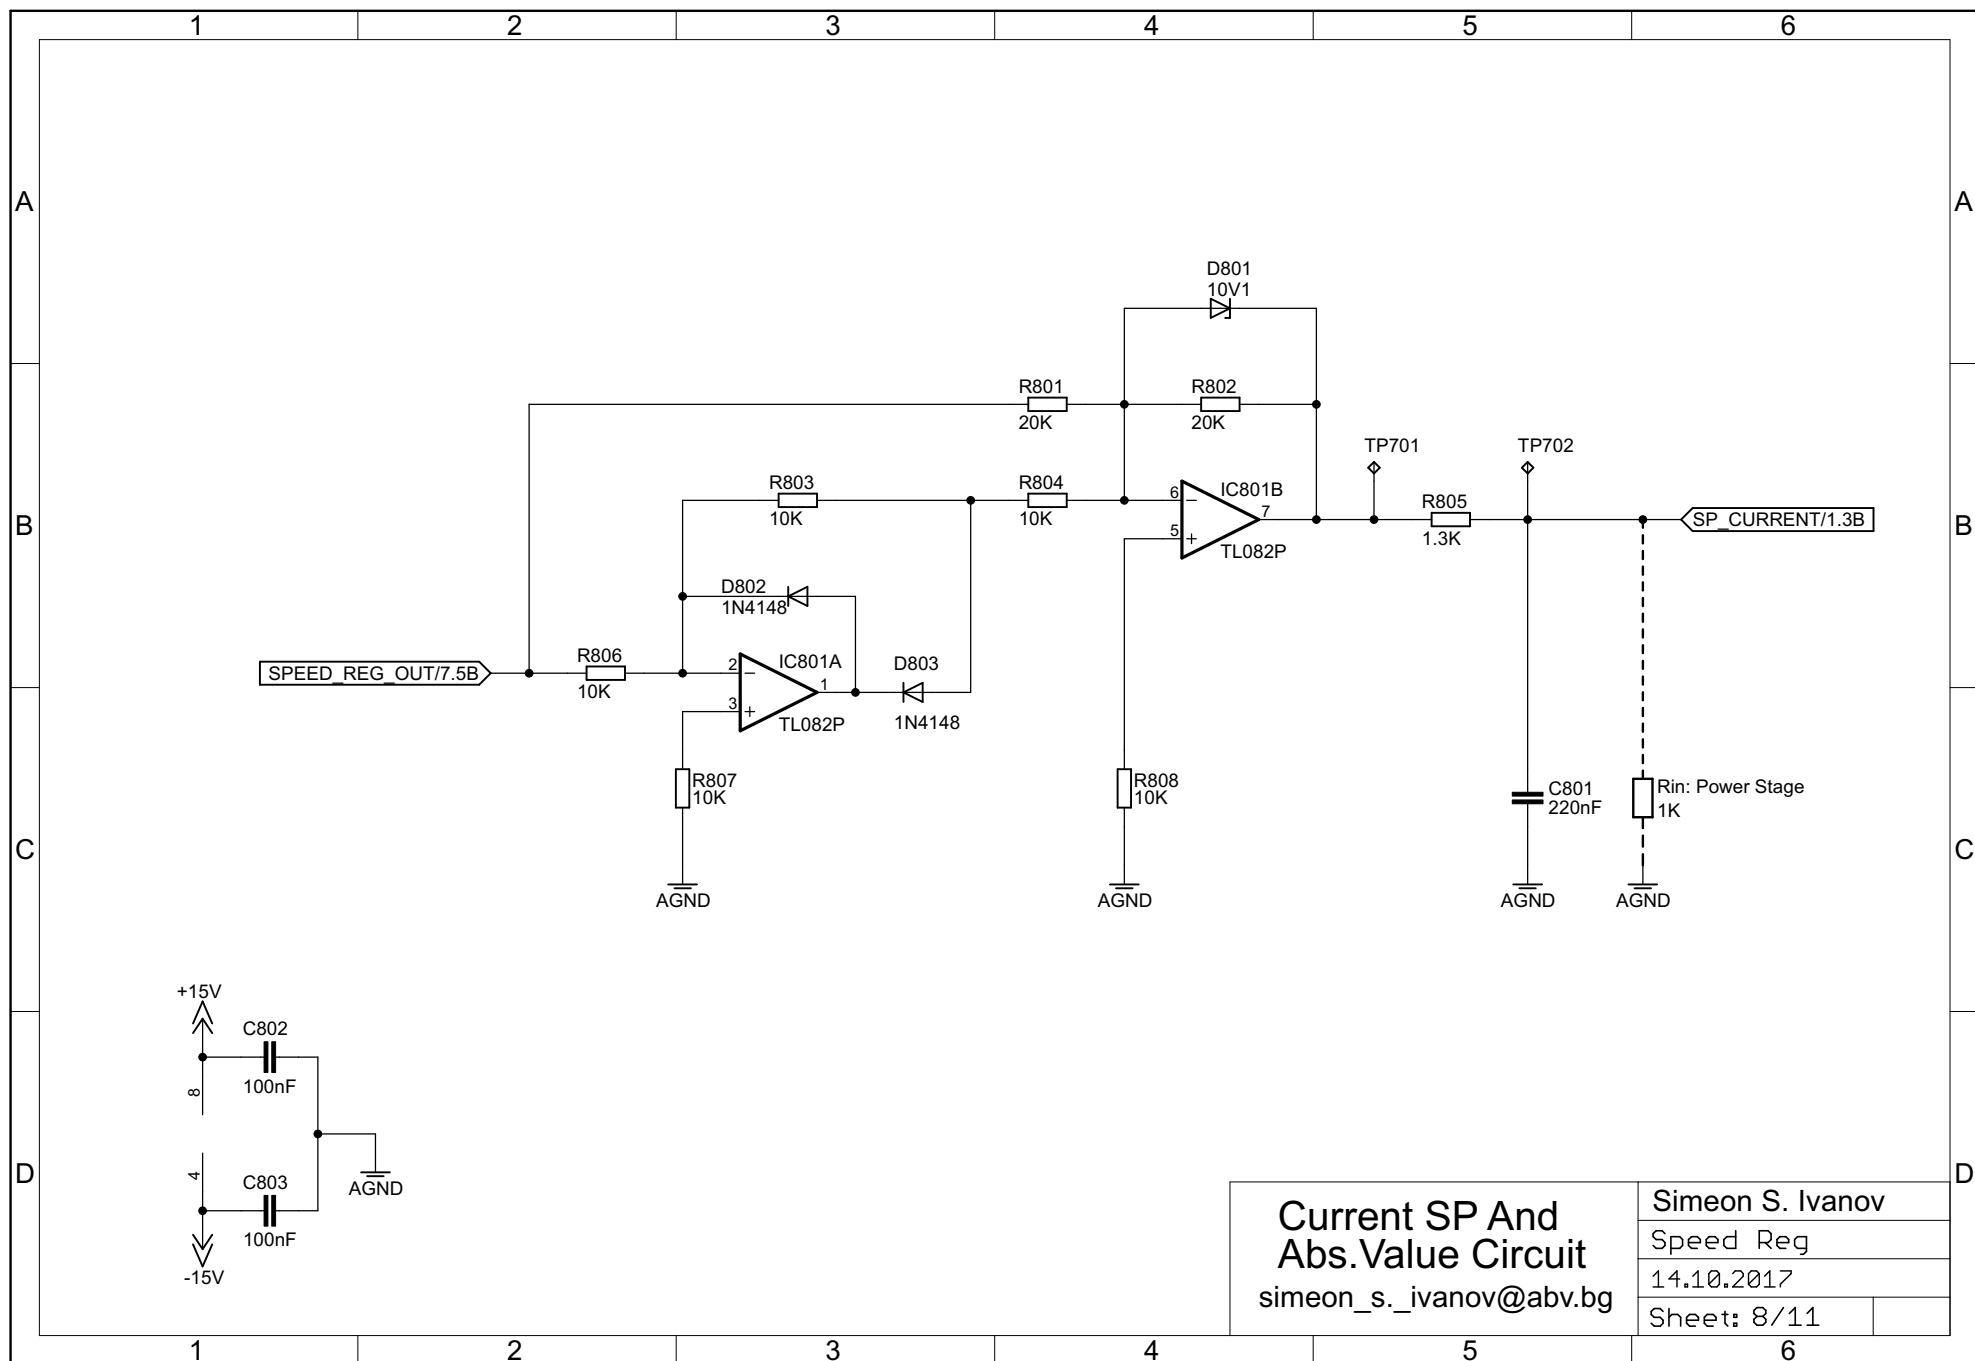 1 2 3 4 5 6
A A
D801
10V1
R801 R802
20K 20K
TP701 TP702
R803 R804
10K 10K
6 IC801B
7
5
TL082P
R805
1.3K
SP_CURRENT/1.3B
B B
D802
1N4148
SPEED_REG_OUT/7.5B
R806
10K
2 IC801A
1
3
TL082P
D803
1N4148
R807
10K
R808
10K
C801
220nF
Rin: Power Stage
1K
C C
AGND AGND AGND AGND
+15V
C802
100nF
8
4
C803
100nF
-15V
AGND
D D
Current SP And
Abs.Value Circuit
simeon_s._ivanov@abv.bg
Simeon S. Ivanov
Speed Reg
14.10.2017
Sheet: 8/11
1 2 3 4 5 6